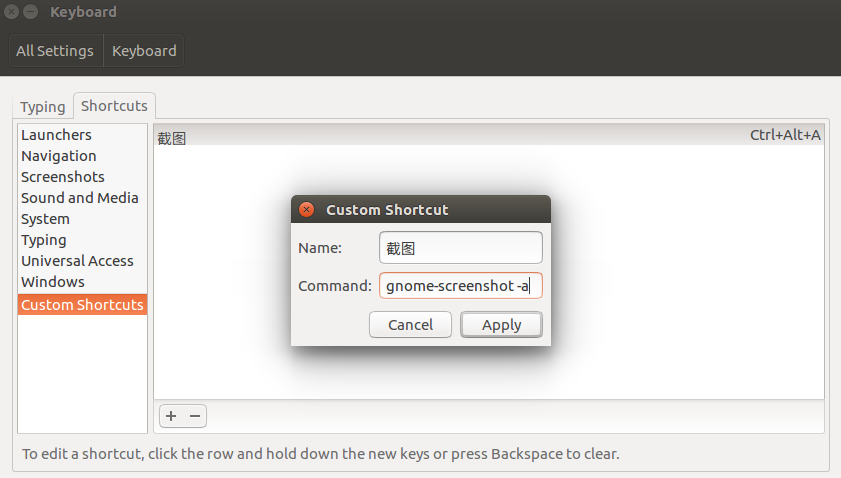 Keyboard
All Settings Keyboard
Typing Shortcuts
Launchers
Navigation
Screenshots
Sound and Media
System
Typing
Universal Access
Windows
Custom Shortcuts
截图 Ctrl+Alt+A
Custom Shortcut
Name: 截图
Command: gnome-screenshot -a
Cancel Apply
To edit a shortcut, click the row and hold down the new keys or press Backspace to clear.